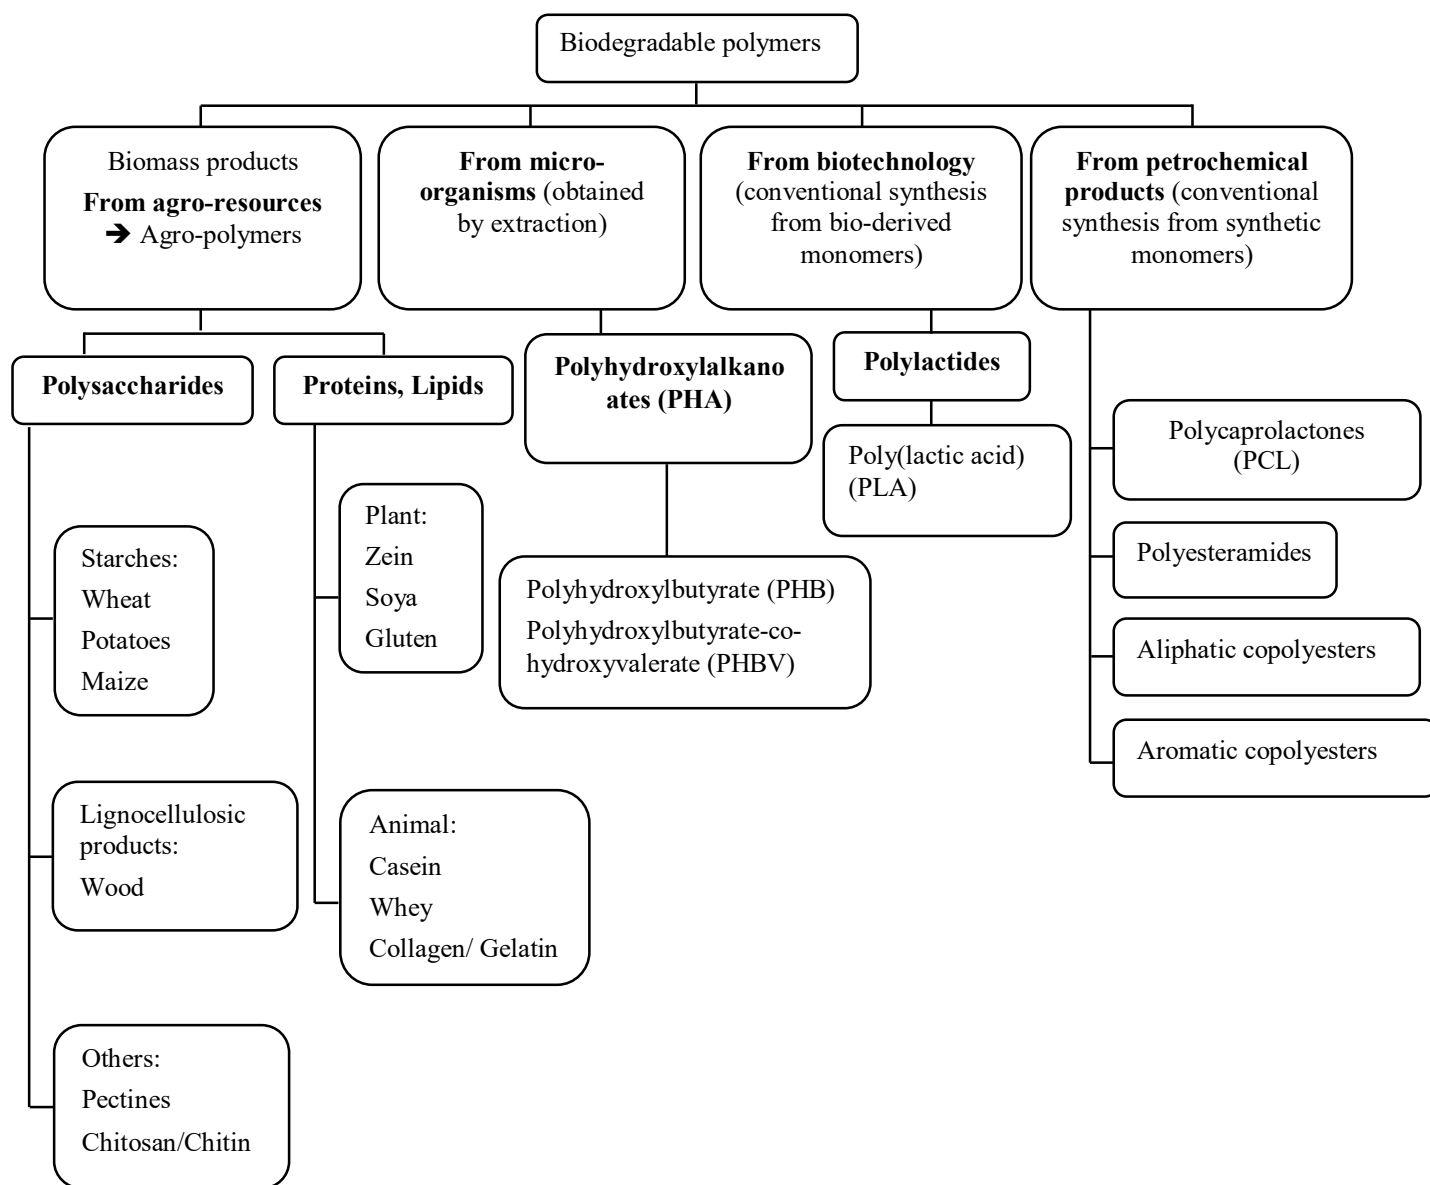 Biodegradable polymers
Biomass products
From agro-resources
➔ Agro-polymers
From micro-
organisms (obtained
by extraction)
From biotechnology
(conventional synthesis
from bio-derived
monomers)
From petrochemical
products (conventional
synthesis from synthetic
monomers)
Polysaccharides
Proteins, Lipids
Polyhydroxylalkano
ates (PHA)
Polylactides
Starches:
Wheat
Potatoes
Maize
Lignocellulosic
products:
Wood
Others:
Pectines
Chitosan/Chitin
Plant:
Zein
Soya
Gluten
Animal:
Casein
Whey
Collagen/ Gelatin
Polyhydroxylbutyrate (PHB)
Polyhydroxylbutyrate-co-
hydroxyvalerate (PHBV)
Poly(lactic acid)
(PLA)
Polycaprolactones
(PCL)
Polyesteramides
Aliphatic copolyesters
Aromatic copolyesters